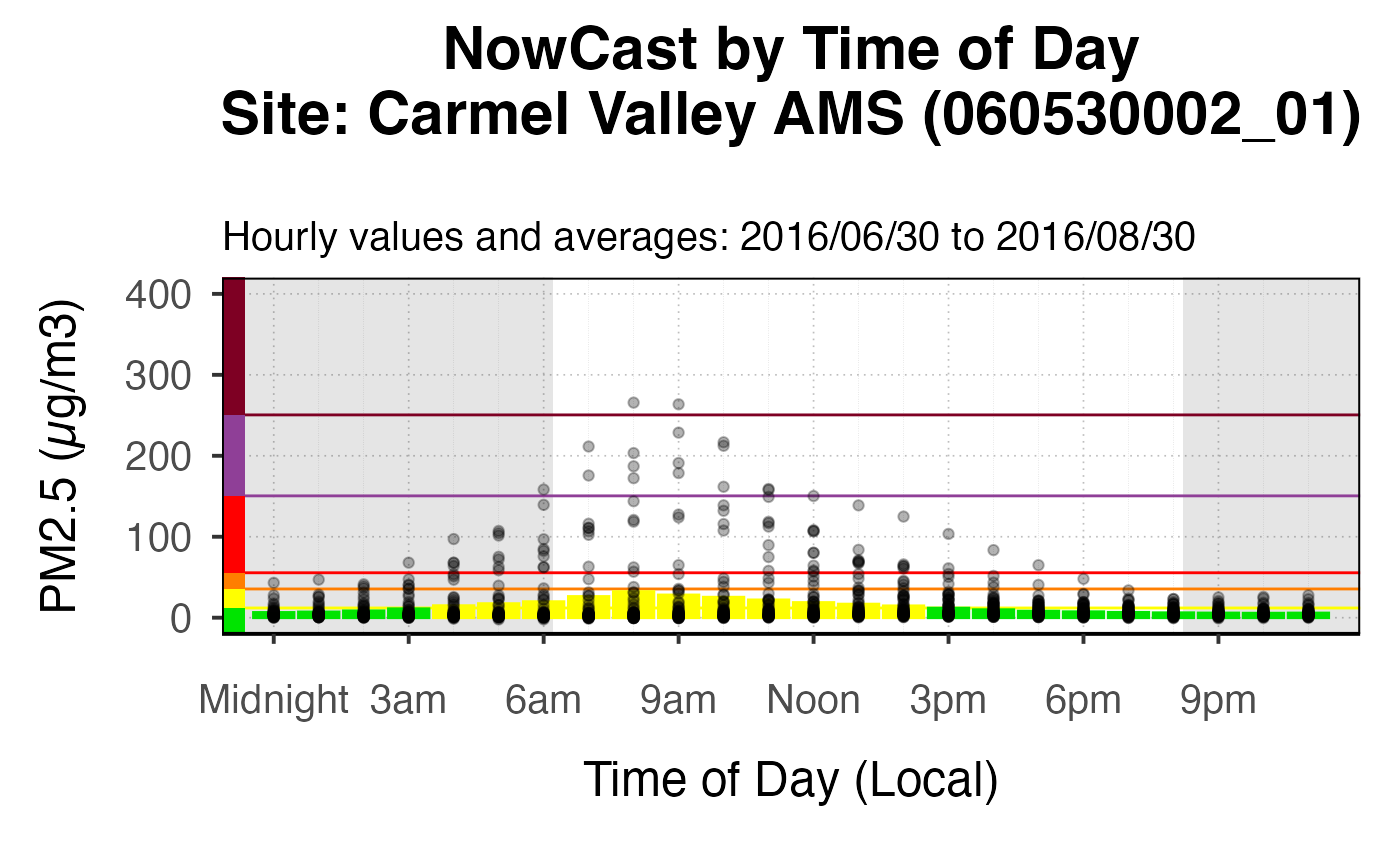 NowCast by Time of Day
Site: Carmel Valley AMS (060530002_01)
Hourly values and averages: 2016/06/30 to 2016/08/30
PM2.5 (µg/m3)
400
300
200
100
0
Midnight 3am 6am 9am Noon 3pm 6pm 9pm
Time of Day (Local)